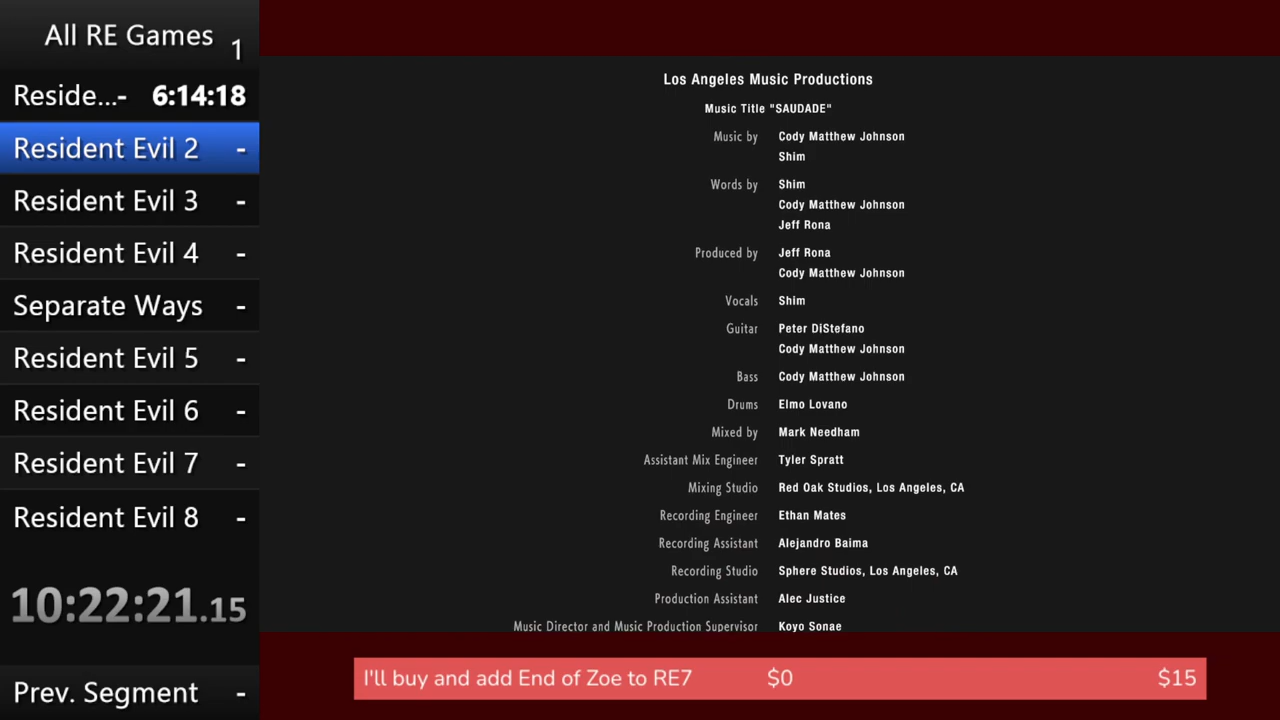 All RE Games
1
Reside...- 6:14:18
Resident Evil 2 -
Resident Evil 3 -
Resident Evil 4 -
Separate Ways -
Resident Evil 5 -
Resident Evil 6 -
Resident Evil 7 -
Resident Evil 8 -
10:22:21.15
Prev. Segment -
Los Angeles Music Productions
Music Title "SAUDADE"
Music by Cody Matthew Johnson
Shim
Words by Shim
Cody Matthew Johnson
Jeff Rona
Produced by Jeff Rona
Cody Matthew Johnson
Vocals Shim
Guitar Peter DiStefano
Cody Matthew Johnson
Bass Cody Matthew Johnson
Drums Elmo Lovano
Mixed by Mark Needham
Assistant Mix Engineer Tyler Spratt
Mixing Studio Red Oak Studios, Los Angeles, CA
Recording Engineer Ethan Mates
Recording Assistant Alejandro Baima
Recording Studio Sphere Studios, Los Angeles, CA
Production Assistant Alec Justice
Music Director and Music Production Supervisor Koyo Sonae
I'll buy and add End of Zoe to RE7 $0 $15